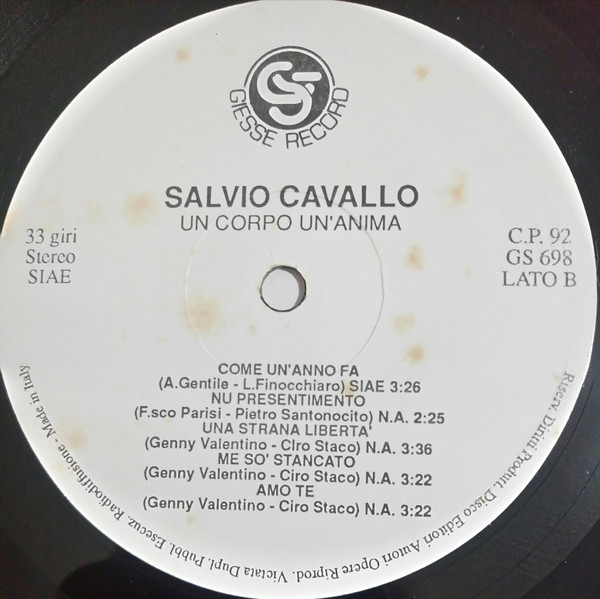 GS
GIESSE RECORD
SALVIO CAVALLO
UN CORPO UN'ANIMA
33 giri
Stereo
SIAE
C.P. 92
GS 698
LATO B
COME UN'ANNO FA
(A.Gentile - L.Finocchiaro) SIAE 3:26
NU PRESENTIMENTO
(F.sco Parisi - Pietro Santonocito) N.A. 2:25
UNA STRANA LIBERTA'
(Genny Valentino - CIro Staco) N.A. 3:36
ME SO' STANCATO
(Genny Valentino - Ciro Staco) N.A. 3:22
AMO TE
(Genny Valentino - Ciro Staco) N.A. 3:22
Riserv. Diritti Produt. Disco Editori Autori Opere Riprod. Vietata Dupl. Pubbl. Esecuz. Radiodiffusione - Made in Italy